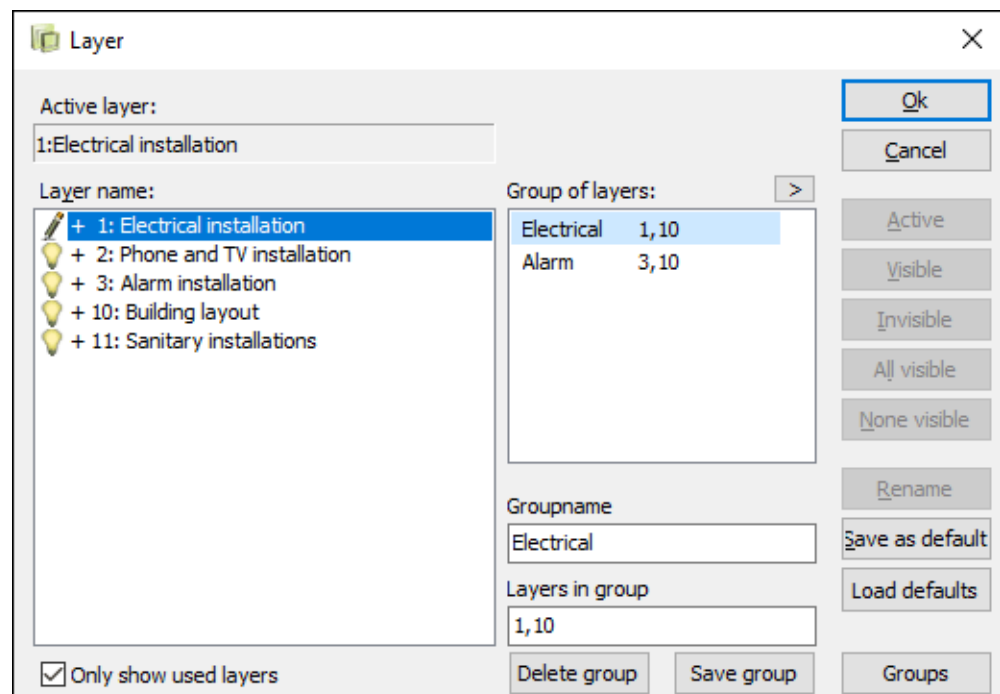 Layer
Active layer:
1:Electrical installation
Layer name:
+ 1: Electrical installation
+ 2: Phone and TV installation
+ 3: Alarm installation
+ 10: Building layout
+ 11: Sanitary installations
Only show used layers
Group of layers:
>
Electrical 1,10
Alarm 3,10
Groupname
Electrical
Layers in group
1,10
Delete group
Save group
Ok
Cancel
Active
Visible
Invisible
All visible
None visible
Rename
Save as default
Load defaults
Groups